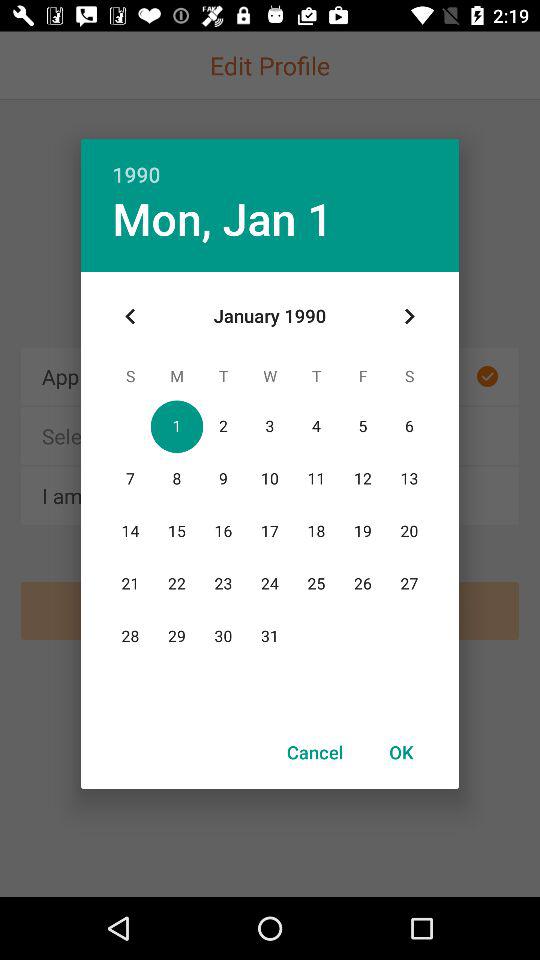 2:19
Edit Profile
1990
Mon, Jan 1
January 1990
S M T W T F S
1 2 3 4 5 6
App
Sele
7 8 9 10 11 12 13
I am
14 15 16 17 18 19 20
21 22 23 24 25 26 27
28 29 30 31
Cancel OK